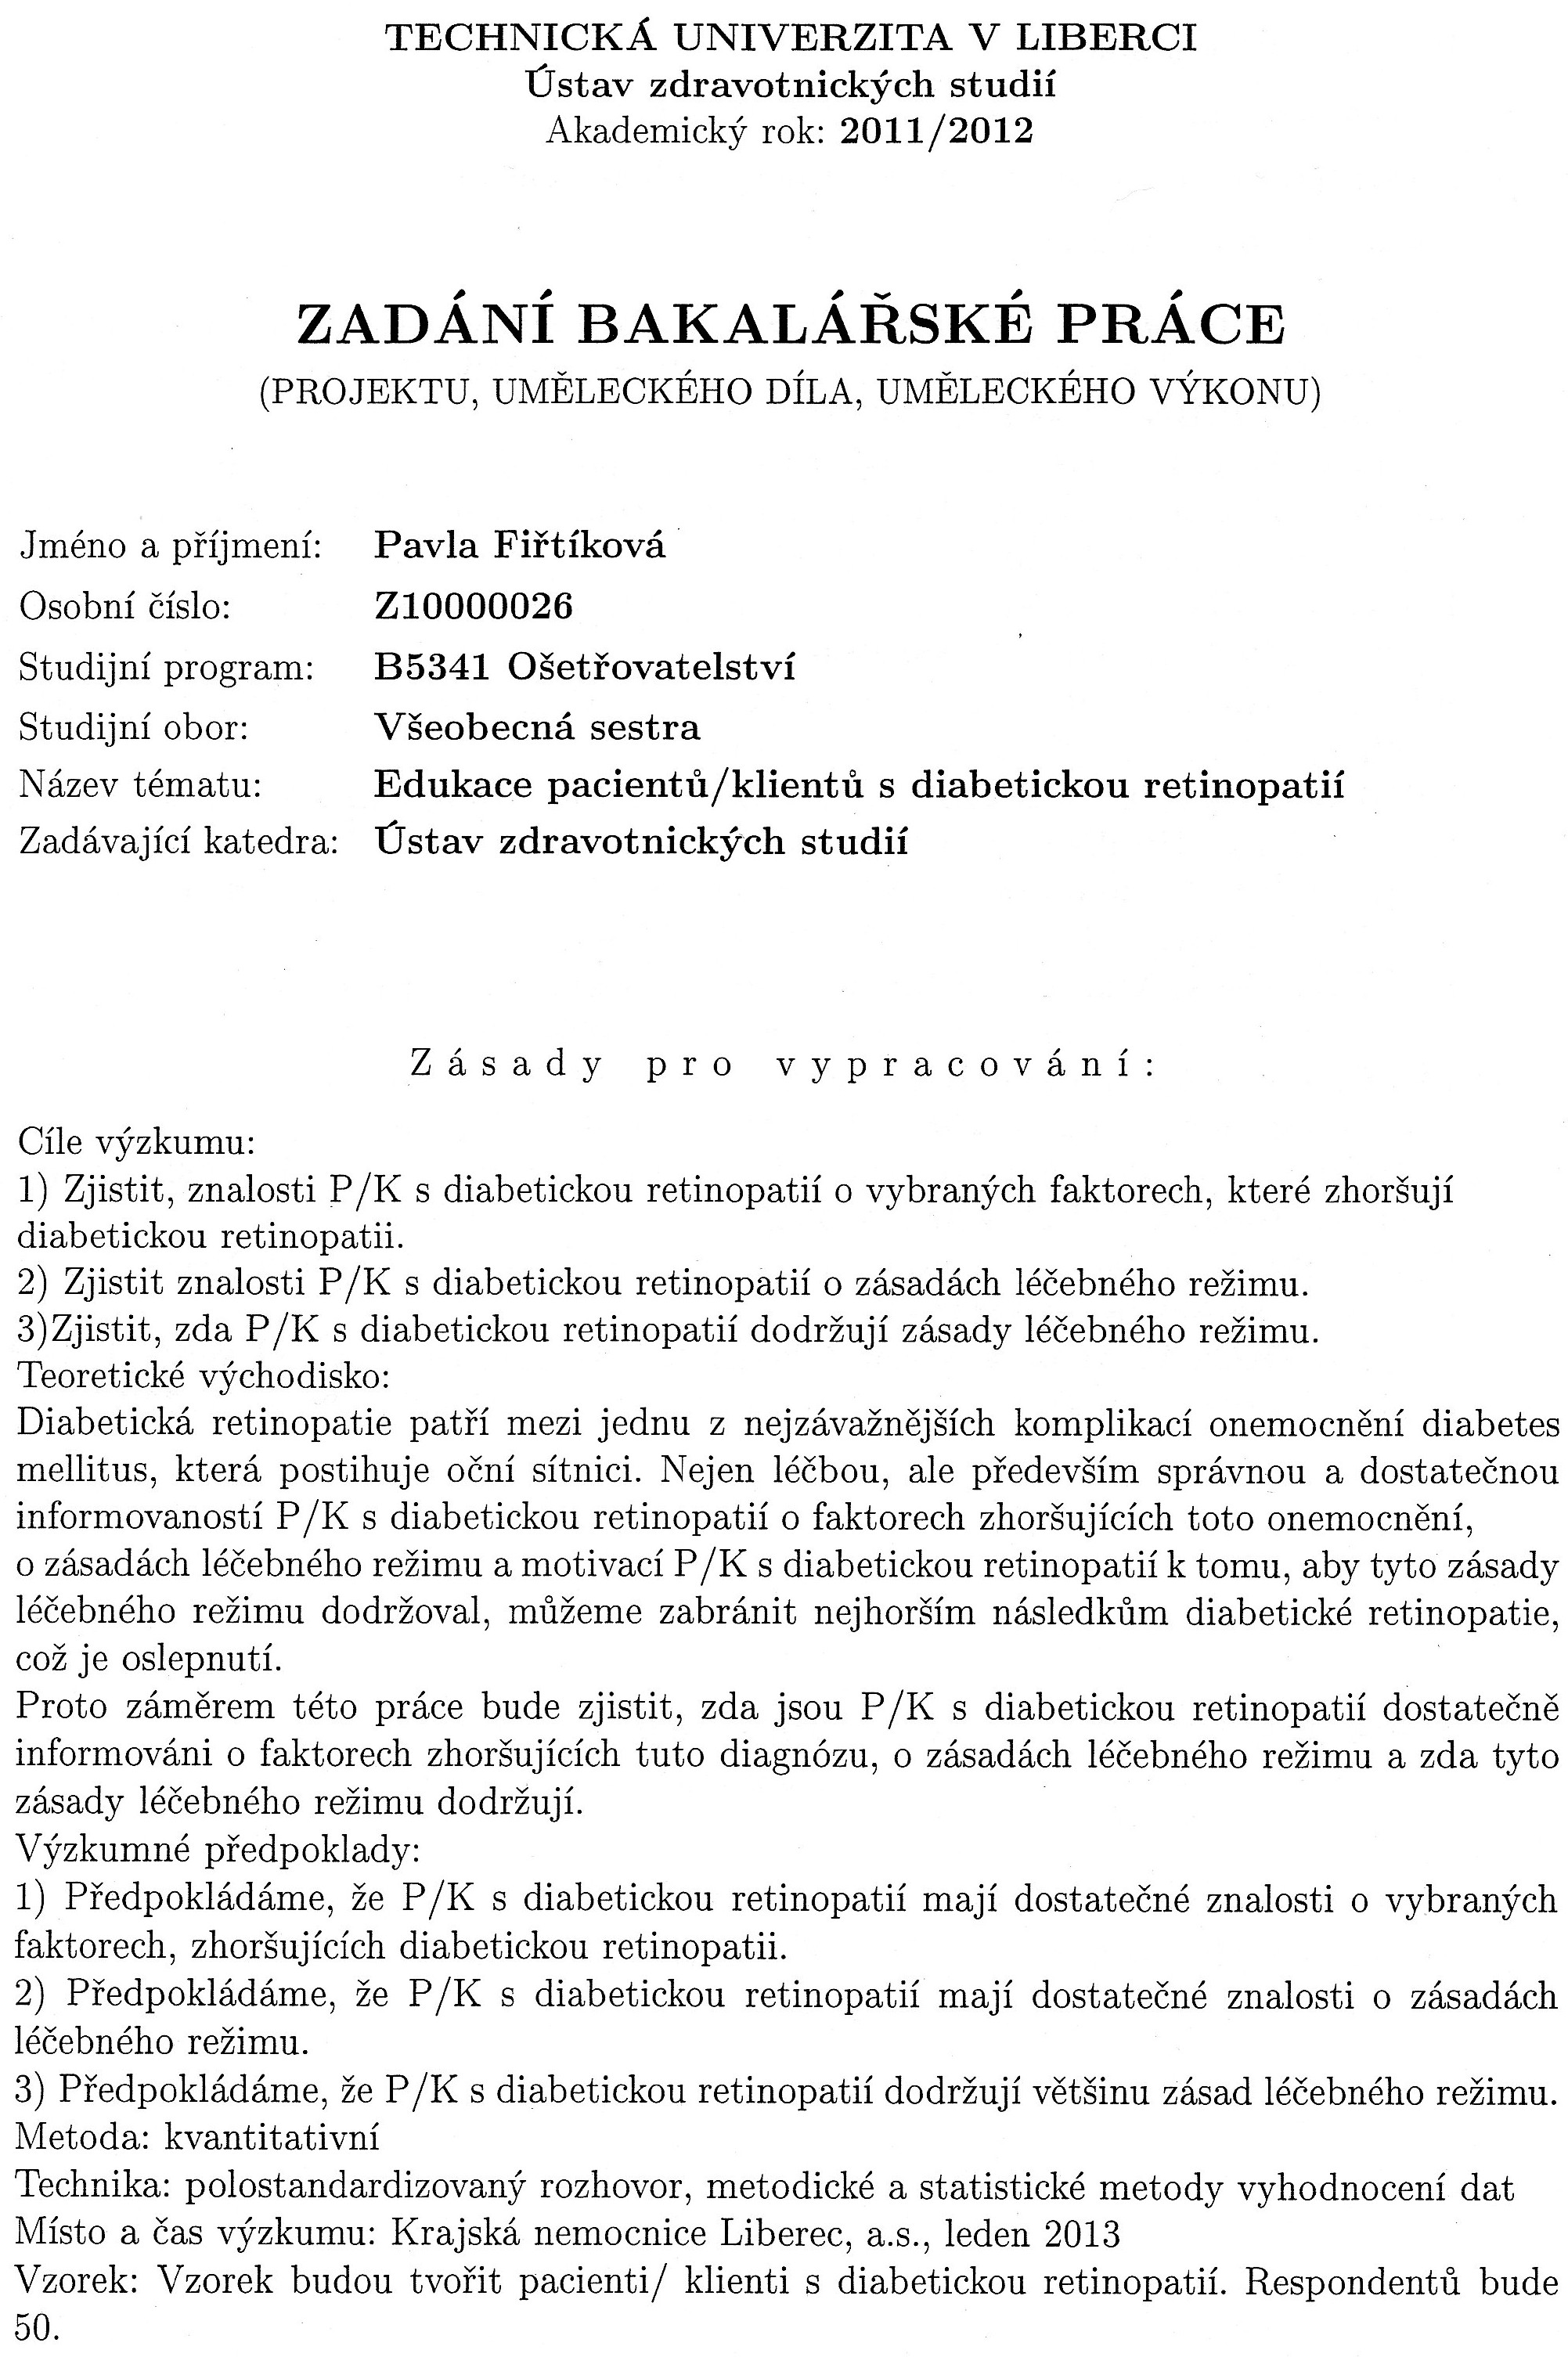 TECHNICKÁ UNIVERZITA V LIBERCI
Ústav zdravotnických studií
Akademický rok: 2011/2012
ZADÁNÍ BAKALÁŘSKÉ PRÁCE
(PROJEKTU, UMĚLECKÉHO DÍLA, UMĚLECKÉHO VÝKONU)
Jméno a příjmení: Pavla Fiřtíková
Osobní číslo: Z10000026
Studijní program: B5341 Ošetřovatelství
Studijní obor: Všeobecná sestra
Název tématu: Edukace pacientů/klientů s diabetickou retinopatií
Zadávající katedra: Ústav zdravotnických studií
Zásady pro vypracování:
Cíle výzkumu:
1) Zjistit, znalosti P/K s diabetickou retinopatií o vybraných faktorech, které zhoršují
diabetickou retinopatii.
2) Zjistit znalosti P/K s diabetickou retinopatií o zásadách léčebného režimu.
3)Zjistit, zda P/K s diabetickou retinopatií dodržují zásady léčebného režimu.
Teoretické východisko:
Diabetická retinopatie patří mezi jednu z nejzávažnějších komplikací onemocnění diabetes
mellitus, která postihuje oční sítnici. Nejen léčbou, ale především správnou a dostatečnou
informovaností P/K s diabetickou retinopatií o faktorech zhoršujících toto onemocnění,
o zásadách léčebného režimu a motivací P/K s diabetickou retinopatií k tomu, aby tyto zásady
léčebného režimu dodržoval, můžeme zabránit nejhorším následkům diabetické retinopatie,
což je oslepnutí.
Proto záměrem této práce bude zjistit, zda jsou P/K s diabetickou retinopatií dostatečně
informováni o faktorech zhoršujících tuto diagnózu, o zásadách léčebného režimu a zda tyto
zásady léčebného režimu dodržují.
Výzkumné předpoklady:
1) Předpokládáme, že P/K s diabetickou retinopatií mají dostatečné znalosti o vybraných
faktorech, zhoršujících diabetickou retinopatii.
2) Předpokládáme, že P/K s diabetickou retinopatií mají dostatečné znalosti o zásadách
léčebného režimu.
3) Předpokládáme, že P/K s diabetickou retinopatií dodržují většinu zásad léčebného režimu.
Metoda: kvantitativní
Technika: polostandardizovaný rozhovor, metodické a statistické metody vyhodnocení dat
Místo a čas výzkumu: Krajská nemocnice Liberec, a.s., leden 2013
Vzorek: Vzorek budou tvořit pacienti/ klienti s diabetickou retinopatií. Respondentů bude
50.